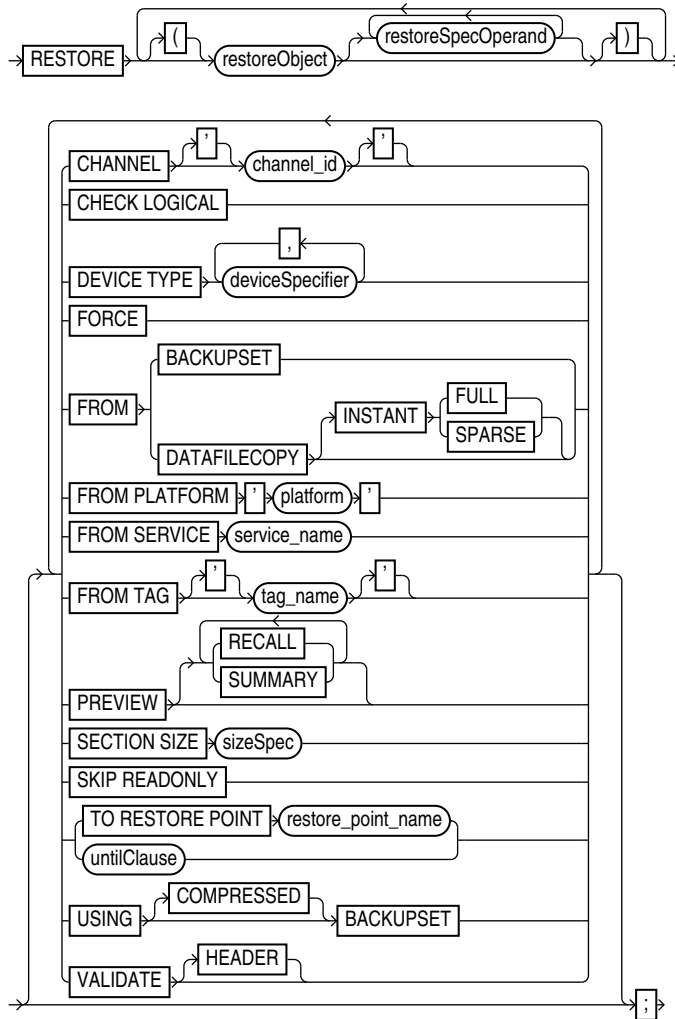 ( restoreSpecOperand )
RESTORE restoreObject
CHANNEL ' channel_id '
CHECK LOGICAL
,
DEVICE TYPE deviceSpecifier
FORCE
BACKUPSET
FROM INSTANT FULL
SPARSE
DATAFILECOPY
FROM PLATFORM ' platform '
FROM SERVICE service_name
FROM TAG ' tag_name '
RECALL
SUMMARY
PREVIEW
SECTION SIZE sizeSpec
SKIP READONLY
TO RESTORE POINT restore_point_name
untilClause
COMPRESSED
USING BACKUPSET
HEADER
VALIDATE
;